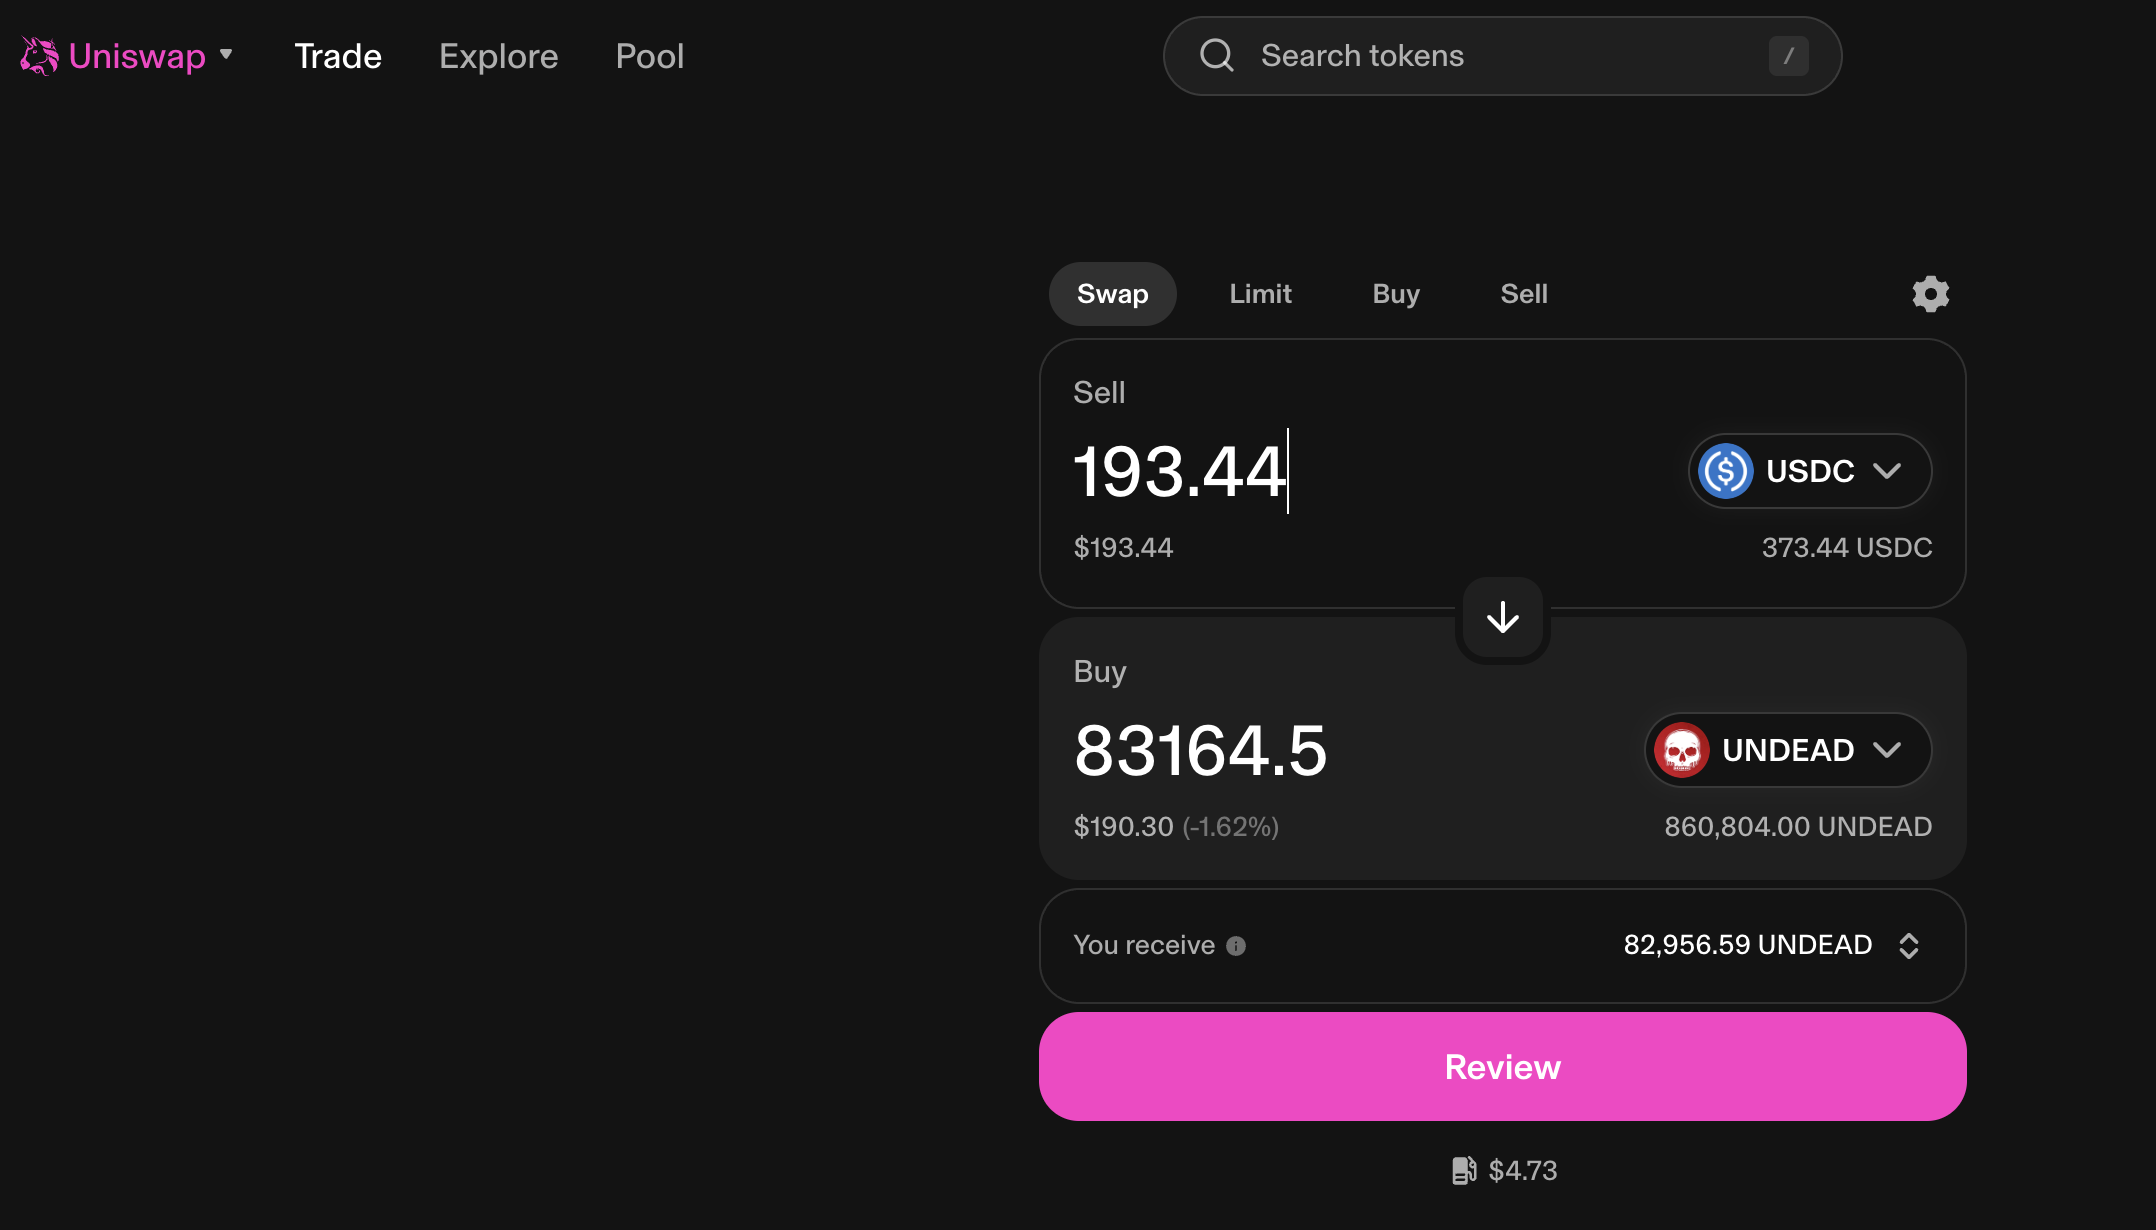 Uniswap Trade Explore Pool Search tokens /
Swap Limit Buy Sell
Sell
193.44 USDC
$193.44 373.44 USDC
Buy
83164.5 UNDEAD
$190.30 (-1.62%) 860,804.00 UNDEAD
You receive 82,956.59 UNDEAD
Review
$4.73